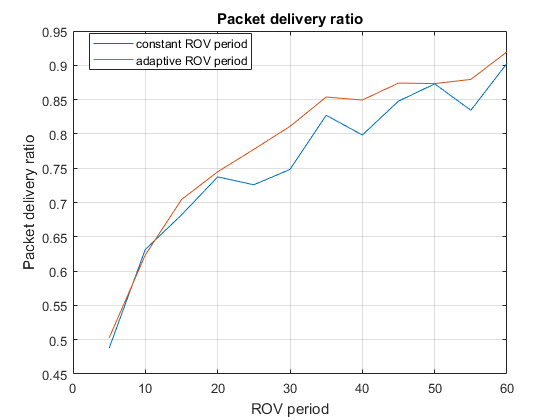 Packet delivery ratio
constant ROV period
adaptive ROV period
Packet delivery ratio
0.95
0.9
0.85
0.8
0.75
0.7
0.65
0.6
0.55
0.5
0.45
0 10 20 30 40 50 60
ROV period